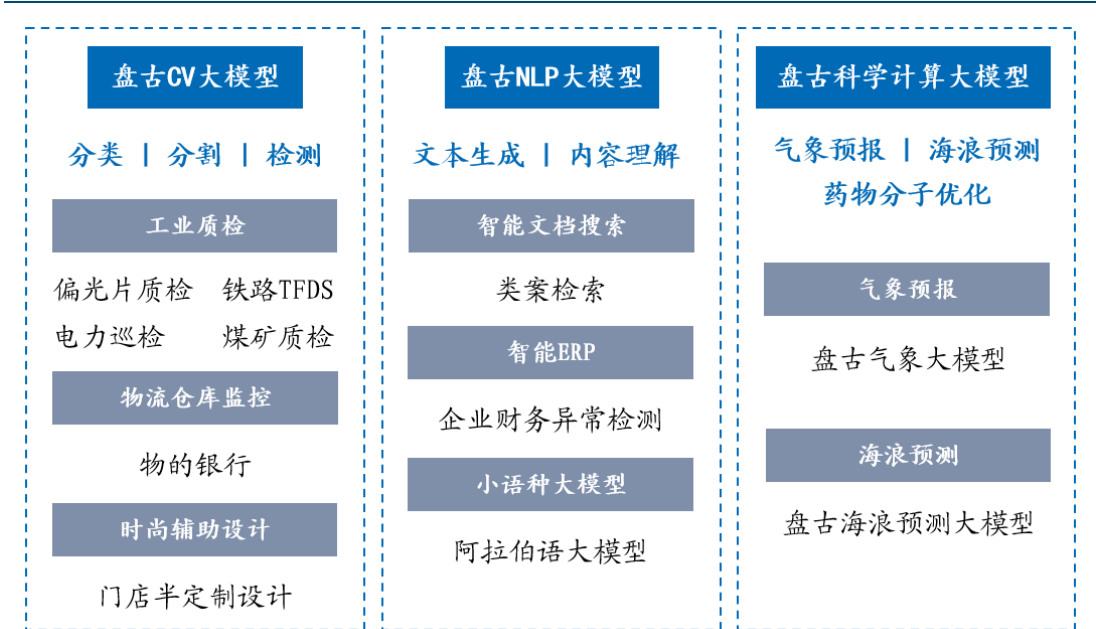 盘古CV大模型
分类 | 分割 | 检测
工业质检
偏光片质检 铁路TFDS
电力巡检 煤矿质检
物流仓库监控
物的银行
时尚辅助设计
门店半定制设计
盘古NLP大模型
文本生成 | 内容理解
智能文档搜索
类案检索
智能ERP
企业财务异常检测
小语种大模型
阿拉伯语大模型
盘古科学计算大模型
气象预报 | 海浪预测
药物分子优化
气象预报
盘古气象大模型
海浪预测
盘古海浪预测大模型